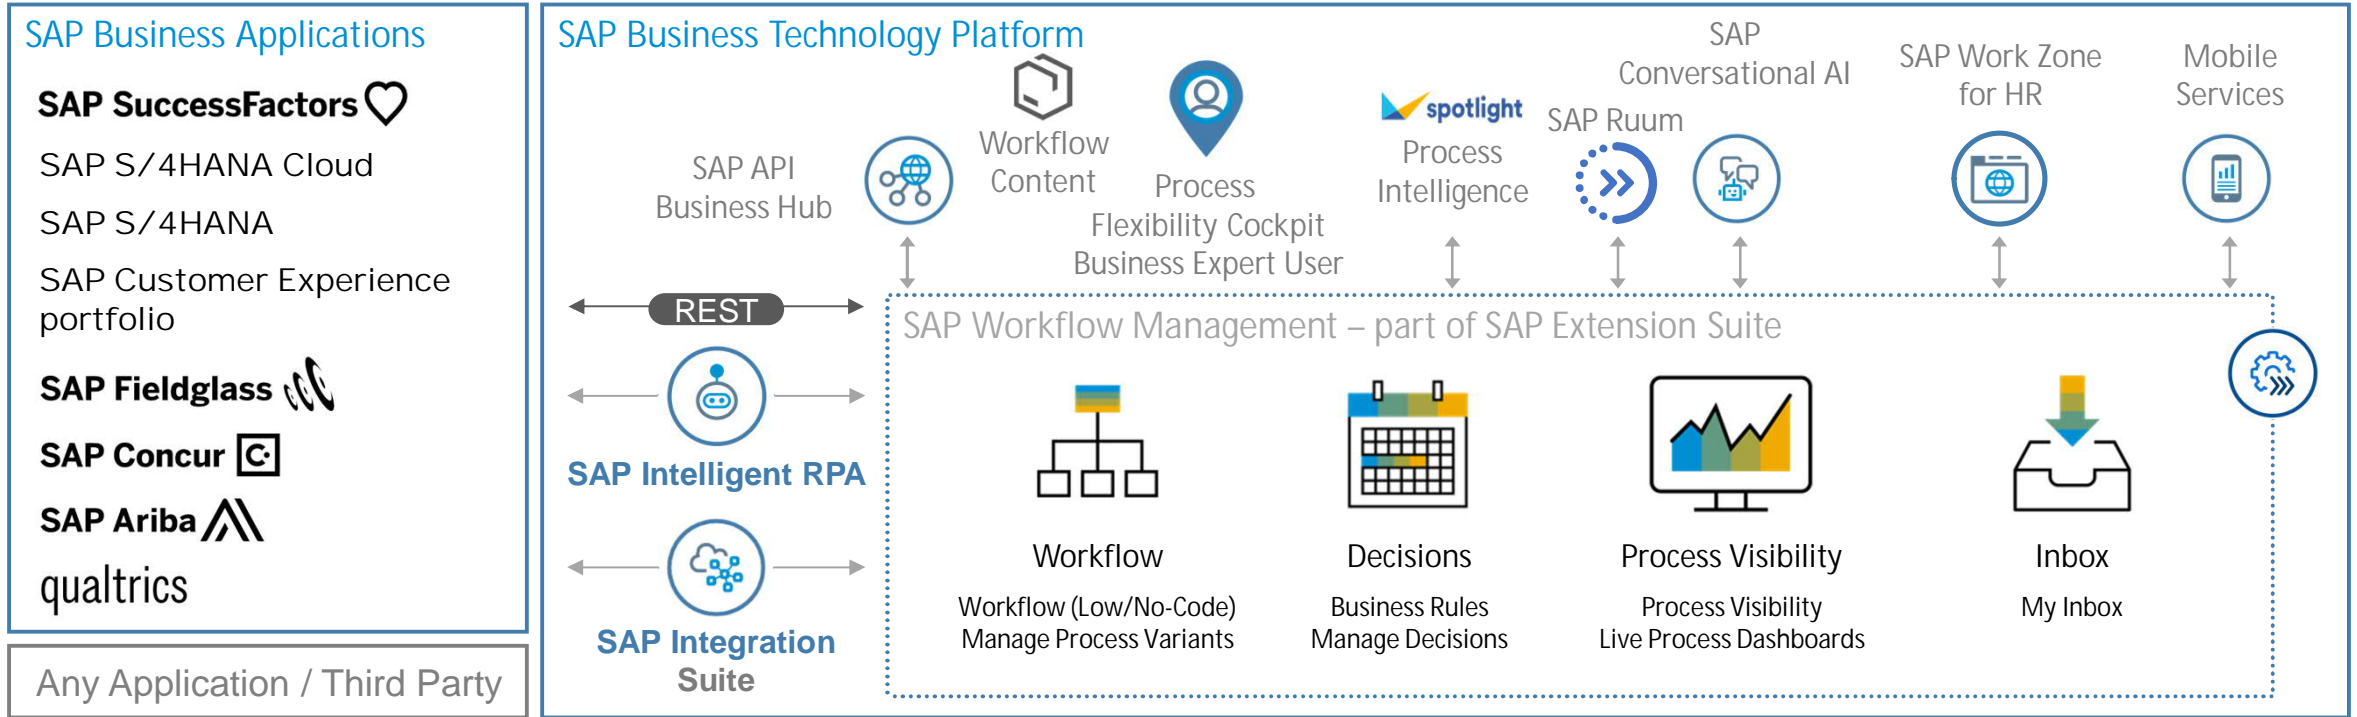 SAP Business Applications
SAP SuccessFactors
SAP S/4HANA Cloud
SAP S/4HANA
SAP Customer Experience
portfolio
SAP Fieldglass
SAP Concur C
SAP Ariba
qualtrics
Any Application / Third Party
SAP Business Technology Platform
SAP API
Business Hub
Workflow
Content
Process
Flexibility Cockpit
Business Expert User
spotlight
Process
Intelligence
SAP Ruum
SAP
Conversational AI
SAP Work Zone
for HR
Mobile
Services
REST
SAP Intelligent RPA
SAP Integration
Suite
SAP Workflow Management – part of SAP Extension Suite
Workflow
Workflow (Low/No-Code)
Manage Process Variants
Decisions
Business Rules
Manage Decisions
Process Visibility
Process Visibility
Live Process Dashboards
Inbox
My Inbox